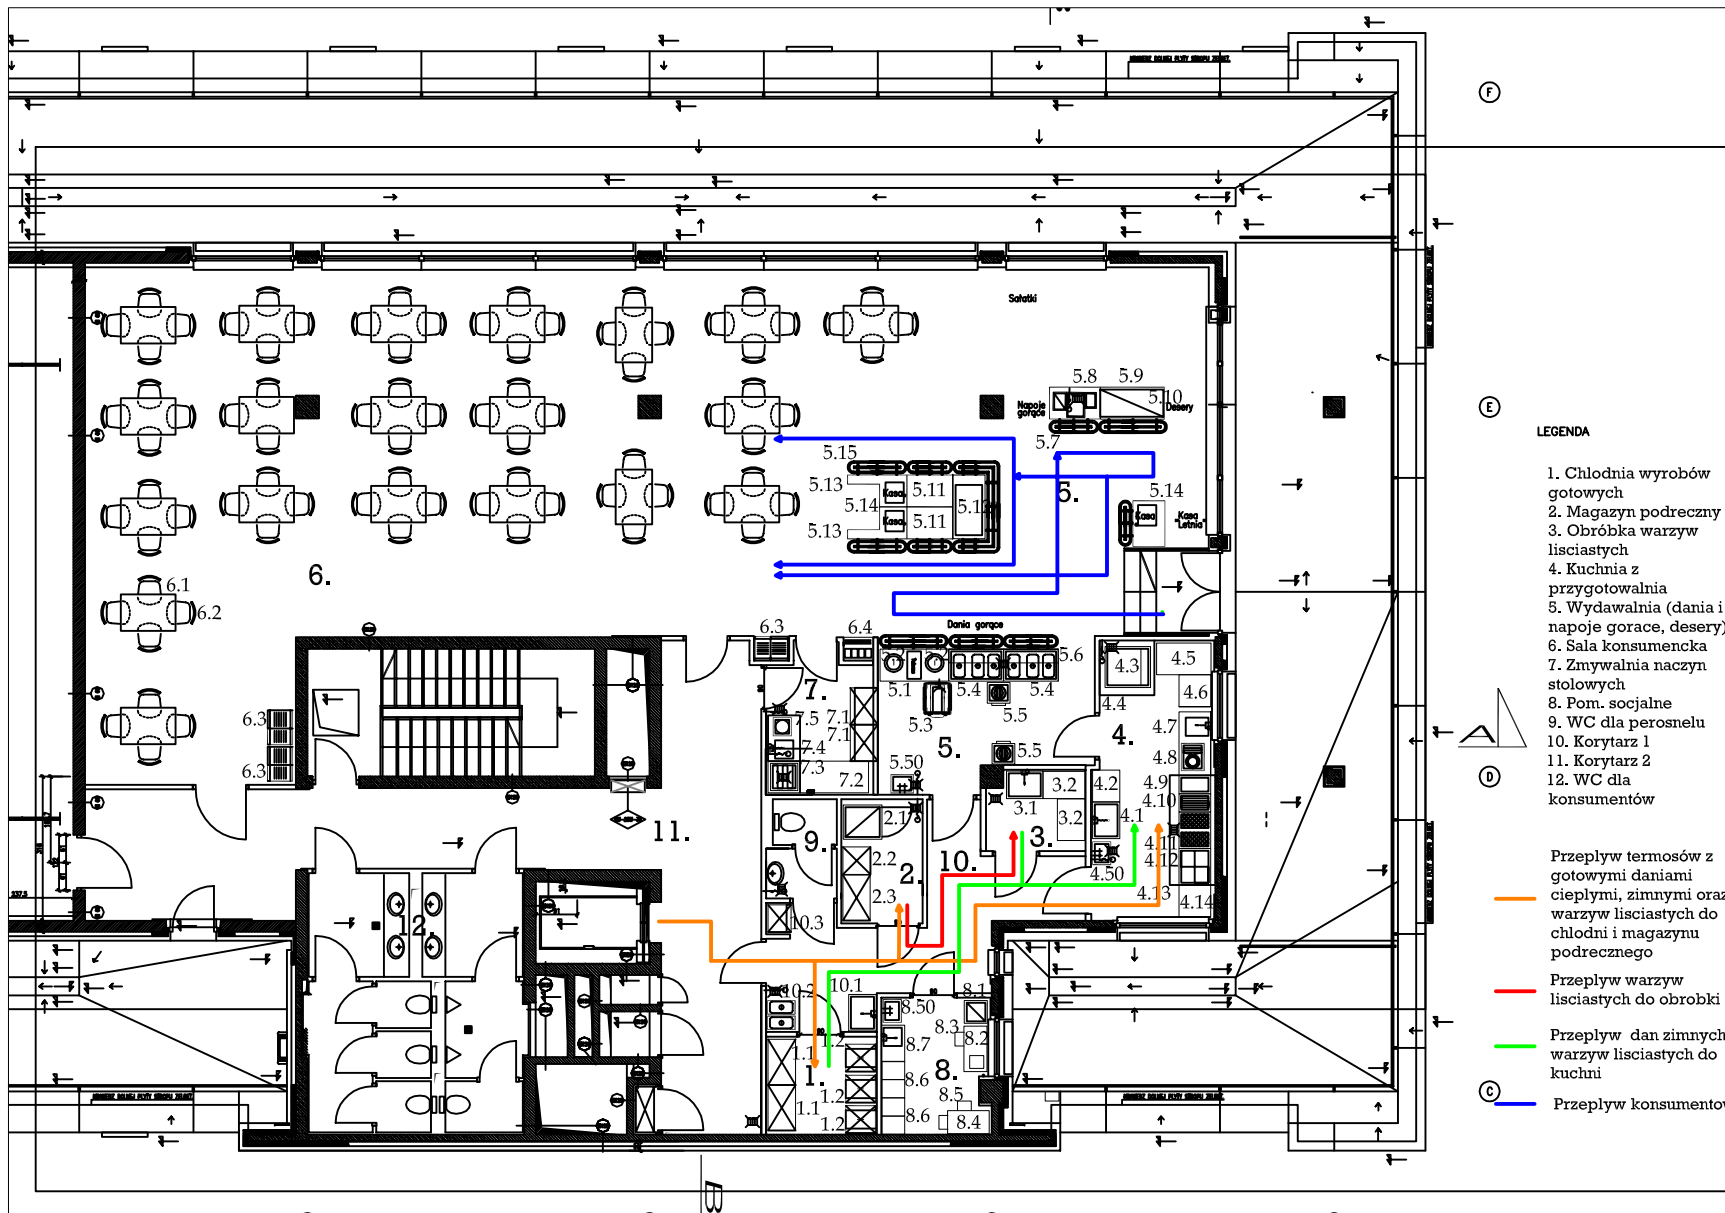 F
E
D
C
B
A
LEGENDA
1. Chlodnia wyrobów
gotowych
2. Magazyn podreczny
3. Obróbka warzyw
lisciastych
4. Kuchnia z
przygotowalnia
5. Wydawalnia (dania i
napoje gorace, desery)
6. Sala konsumencka
7. Zmywalnia naczyn
stolowych
8. Pom. socjalne
9. WC dla perosnelu
10. Korytarz 1
11. Korytarz 2
12. WC dla
konsumentów
Przeplyw termosów z
gotowymi daniami
cieplymi, zimnymi oraz
warzyw lisciastych do
chlodni i magazynu
podrecznego
Przeplyw warzyw
lisciastych do obrobki
Przeplyw dan zimnych
warzyw lisciastych do
kuchni
Przeplyw konsumentow
Sałatki
5.8 5.9
5.10
Napoje
gorące
Desery
5.7
5.15
5.13
5.14
Kasa
5.11
5.12
5.11
Kasa
5.13
5.
5.14
Kasa
Kasa
"Letnia"
6.
6.1
6.2
Dania gorące
6.3
6.4
5.6
5.1
5.4
5.4
5.3
5.5
5.5
5.
5.50
7.
7.1
7.1
7.5
7.4
7.3
7.2
4.3
4.5
4.4
4.6
4.7
4.
4.8
4.9
4.2
4.10
4.1
4.11
4.12
4.50
4.13
4.14
3.2
3.1
3.2
3.
6.3
6.3
11.
9.
2.1
2.2
2.
2.3
10.
10.3
12.
10.2
10.1
8.1
8.50
8.3
8.2
8.7
8.6
8.
8.6
8.5
8.4
1.1
1.2
1.
1.2
1.1
1.2
337.5